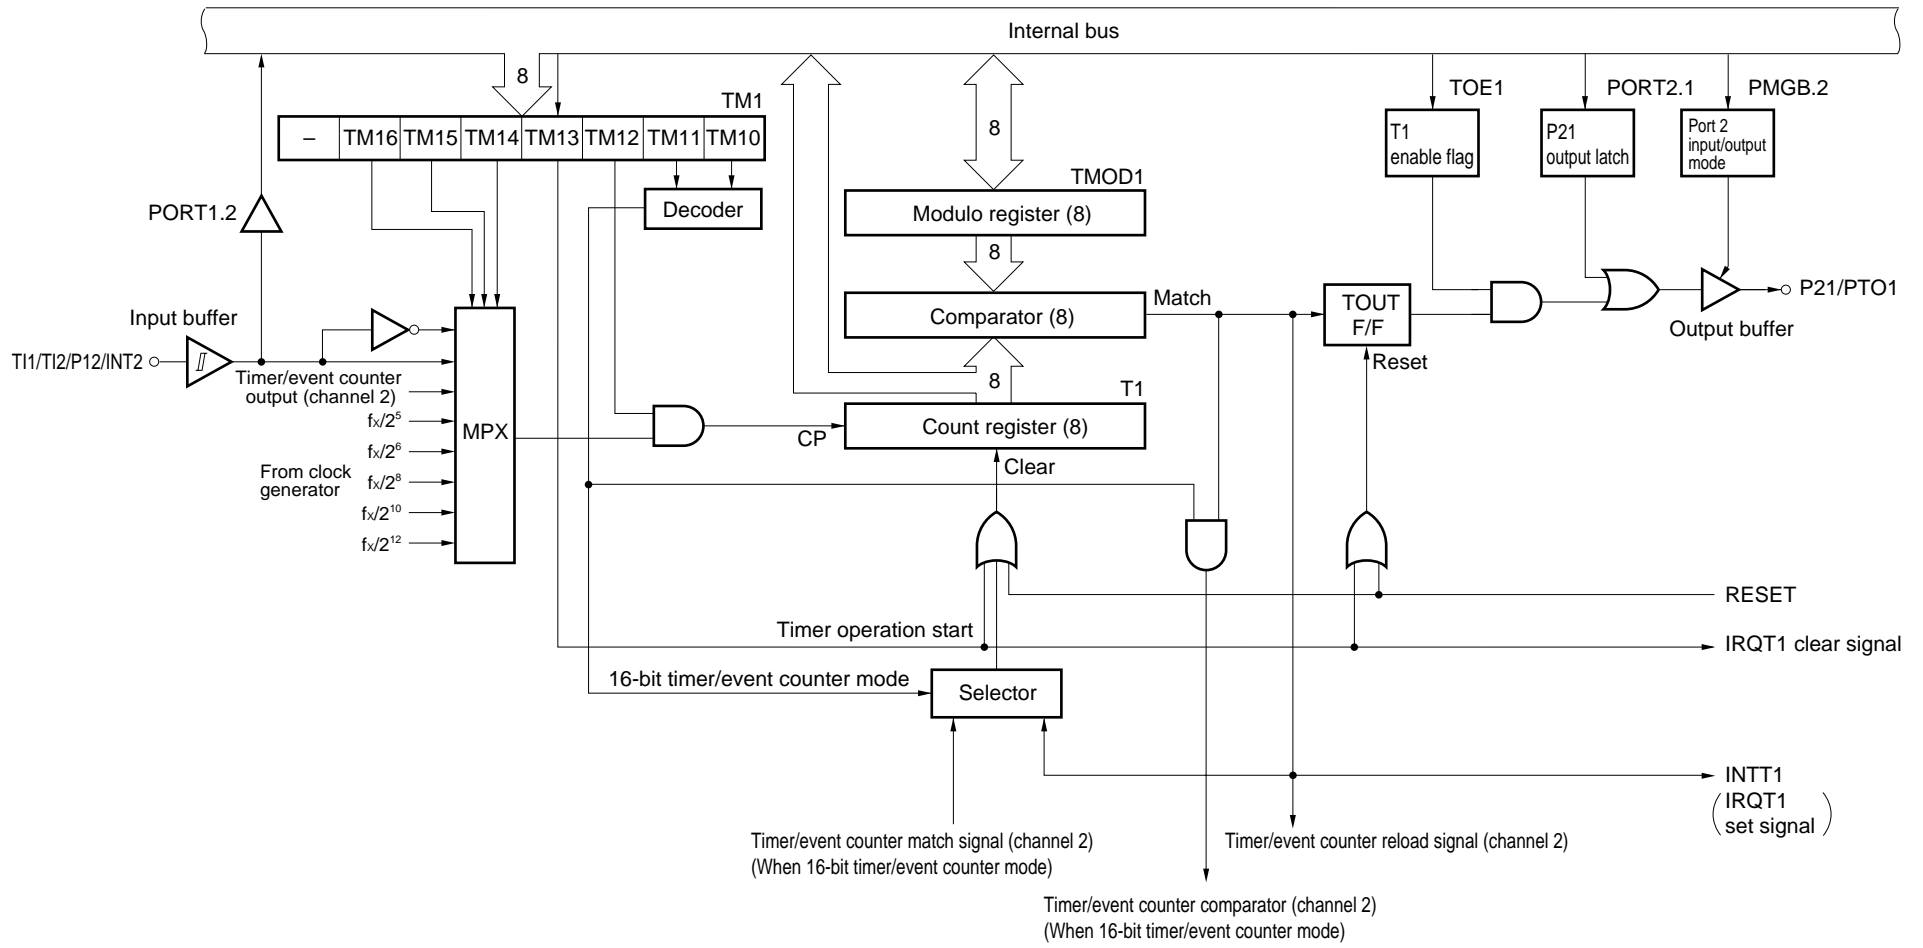 Internal bus
8
TM1
– TM16 TM15 TM14 TM13 TM12 TM11 TM10
Decoder
PORT1.2
Input buffer
TI1/TI2/P12/INT2
Timer/event counter
output (channel 2)
fX/2⁵
fX/2⁶
From clock
generator
fX/2⁸
fX/2¹⁰
fX/2¹²
MPX
8
TMOD1
Modulo register (8)
8
Comparator (8)
Match
8
T1
CP
Count register (8)
Clear
TOE1
T1
enable flag
PORT2.1
P21
output latch
PMGB.2
Port 2
input/output
mode
TOUT
F/F
Reset
P21/PTO1
Output buffer
RESET
Timer operation start
IRQT1 clear signal
16-bit timer/event counter mode
Selector
INTT1
(IRQT1
set signal)
Timer/event counter match signal (channel 2)
(When 16-bit timer/event counter mode)
Timer/event counter reload signal (channel 2)
Timer/event counter comparator (channel 2)
(When 16-bit timer/event counter mode)